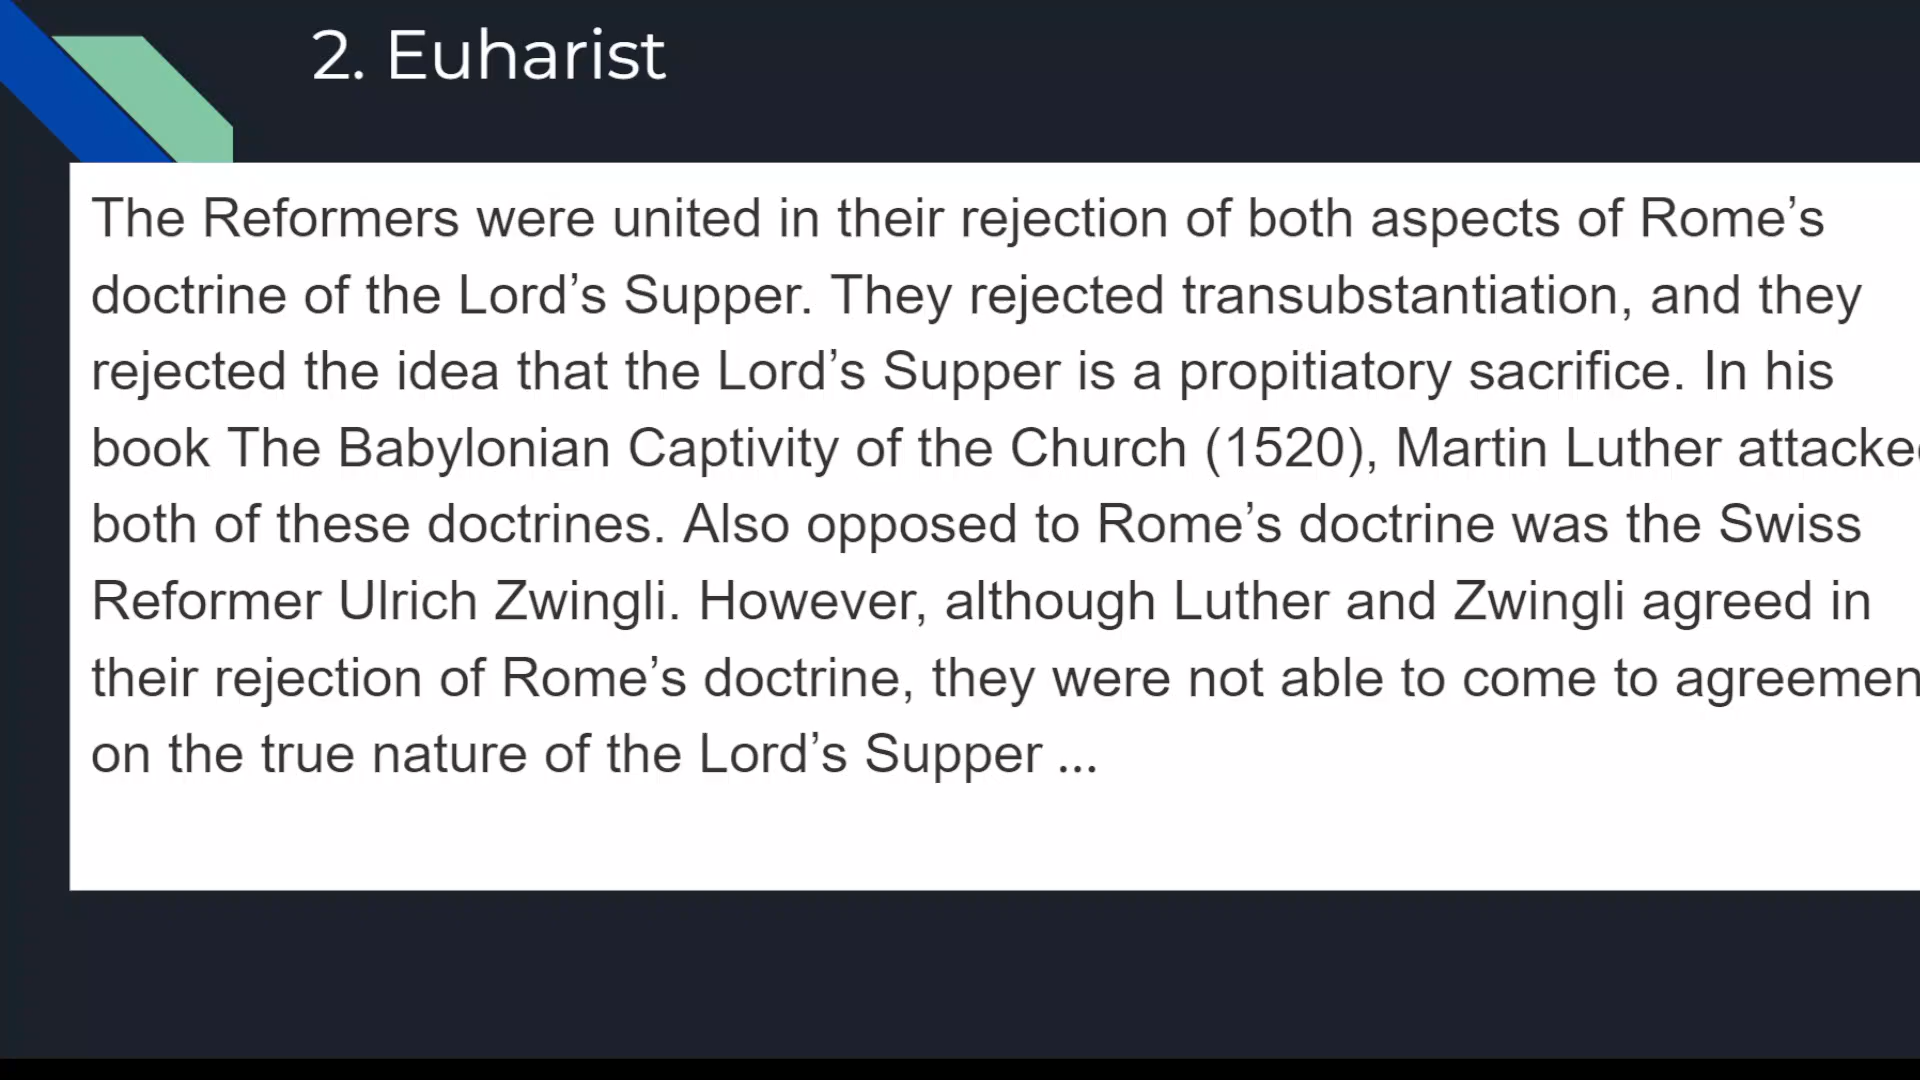 2. Euharist
The Reformers were united in their rejection of both aspects of Rome’s
doctrine of the Lord’s Supper. They rejected transubstantiation, and they
rejected the idea that the Lord’s Supper is a propitiatory sacrifice. In his
book The Babylonian Captivity of the Church (1520), Martin Luther attacked
both of these doctrines. Also opposed to Rome’s doctrine was the Swiss
Reformer Ulrich Zwingli. However, although Luther and Zwingli agreed in
their rejection of Rome’s doctrine, they were not able to come to agreemen
on the true nature of the Lord’s Supper ...